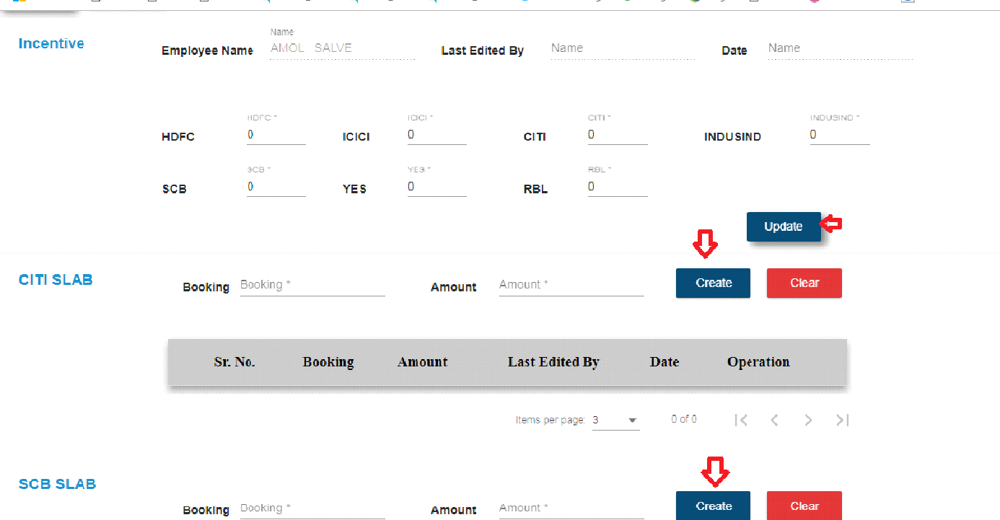 Incentive
Name
Employee Name AMOL SALVE Last Edited By Name Date Name
HDFC * ICICI * CITI * INDUSIND *
HDFC 0 ICICI 0 CITI 0 INDUSIND 0
SCB * YES * RBL *
SCB 0 YES 0 RBL 0
Update
CITI SLAB Booking Booking * Amount Amount * Create Clear
Sr. No. Booking Amount Last Edited By Date Operation
Items per page: 3 0 of 0
SCB SLAB
Booking Booking * Amount Amount * Create Clear